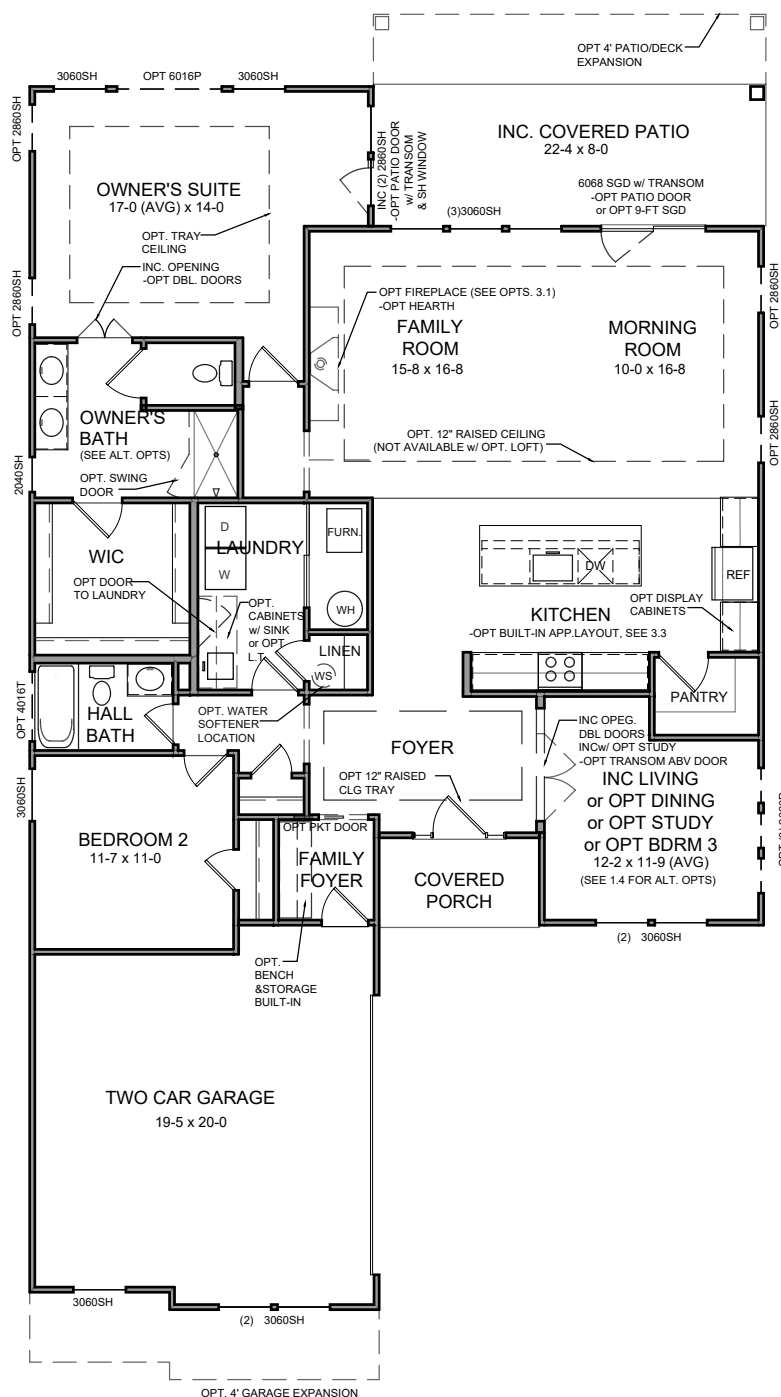 OPT 4' PATIO/DECK
EXPANSION
3060SH
OPT 6016P
3060SH
OPT 2860SH
INC (2) 2860SH
-OPT PATIO DOOR
w/ TRANSOM
& SH WINDOW
INC. COVERED PATIO
22-4 x 8-0
OWNER'S SUITE
17-0 (AVG) x 14-0
6068 SGD w/ TRANSOM
-OPT PATIO DOOR
or OPT 9-FT SGD
(3)3060SH
OPT. TRAY
CEILING
INC. OPENING
-OPT DBL. DOORS
OPT 2860SH
OPT FIREPLACE (SEE OPTS. 3.1)
-OPT HEARTH
OPT 2860SH
FAMILY
ROOM
15-8 x 16-8
MORNING
ROOM
10-0 x 16-8
OWNER'S
BATH
(SEE ALT. OPTS)
OPT. 12" RAISED CEILING
(NOT AVAILABLE w/ OPT. LOFT)
OPT 2860SH
2040SH
OPT. SWING
DOOR
D
LAUNDRY
W
FURN.
WH
WIC
OPT DOOR
TO LAUNDRY
OPT.
CABINETS
w/ SINK
or OPT
L.T.
LINEN
WS
DW
REF
KITCHEN
-OPT BUILT-IN APP.LAYOUT, SEE 3.3
OPT DISPLAY
CABINETS
PANTRY
OPT 4016T
HALL
BATH
OPT. WATER
SOFTENER
LOCATION
FOYER
OPT 12" RAISED
CLG TRAY
INC OPEG.
DBL DOORS
INCw/ OPT STUDY
-OPT TRANSOM ABV DOOR
3060SH
INC LIVING
or OPT DINING
or OPT STUDY
or OPT BDRM 3
12-2 x 11-9 (AVG)
(SEE 1.4 FOR ALT. OPTS)
BEDROOM 2
11-7 x 11-0
OPT PKT DOOR
FAMILY
FOYER
COVERED
PORCH
(2) 3060SH
OPT.
BENCH
&STORAGE
BUILT-IN
TWO CAR GARAGE
19-5 x 20-0
3060SH
(2) 3060SH
OPT. 4' GARAGE EXPANSION